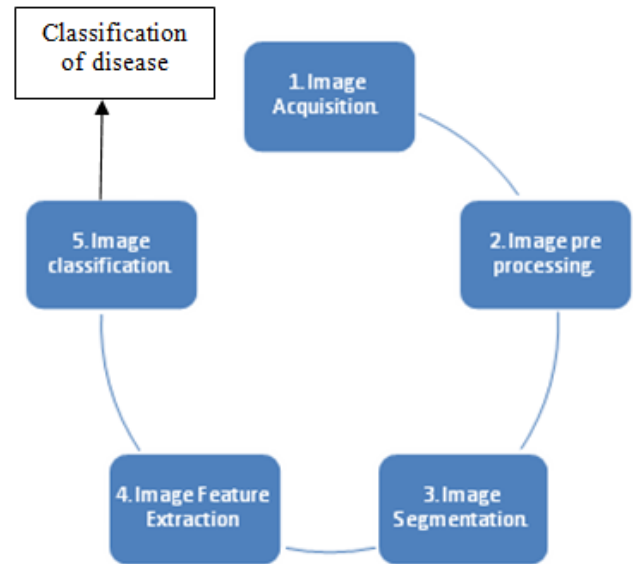 Classification
of disease
1.Image
Acquisition.
2.Image pre
processing.
3.Image
Segmentation.
4.Image Feature
Extraction
5.Image
classification.